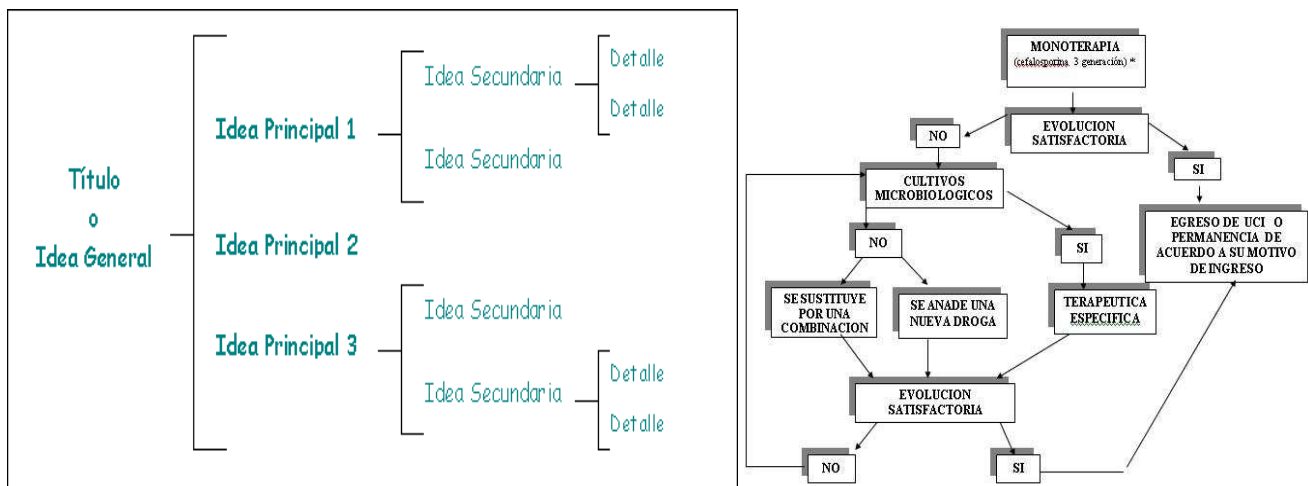 Título
o
Idea General
Idea Principal 1
Idea Secundaria
Detalle
Detalle
Idea Secundaria
Idea Principal 2
Idea Principal 3
Idea Secundaria
Idea Secundaria
Detalle
Detalle
MONOTERAPIA
(cefalosporina 3 generación) *
EVOLUCION
SATISFACTORIA
NO
SI
CULTIVOS
MICROBIOLOGICOS
EGRESO DE UCI O
PERMANENCIA DE
ACUERDO A SU MOTIVO
DE INGRESO
NO
SI
SE SUSTITUYE
POR UNA
COMBINACION
SE ANADE UNA
NUEVA DROGA
TERAPEUTICA
ESPECIFICA
EVOLUCION
SATISFACTORIA
NO
SI